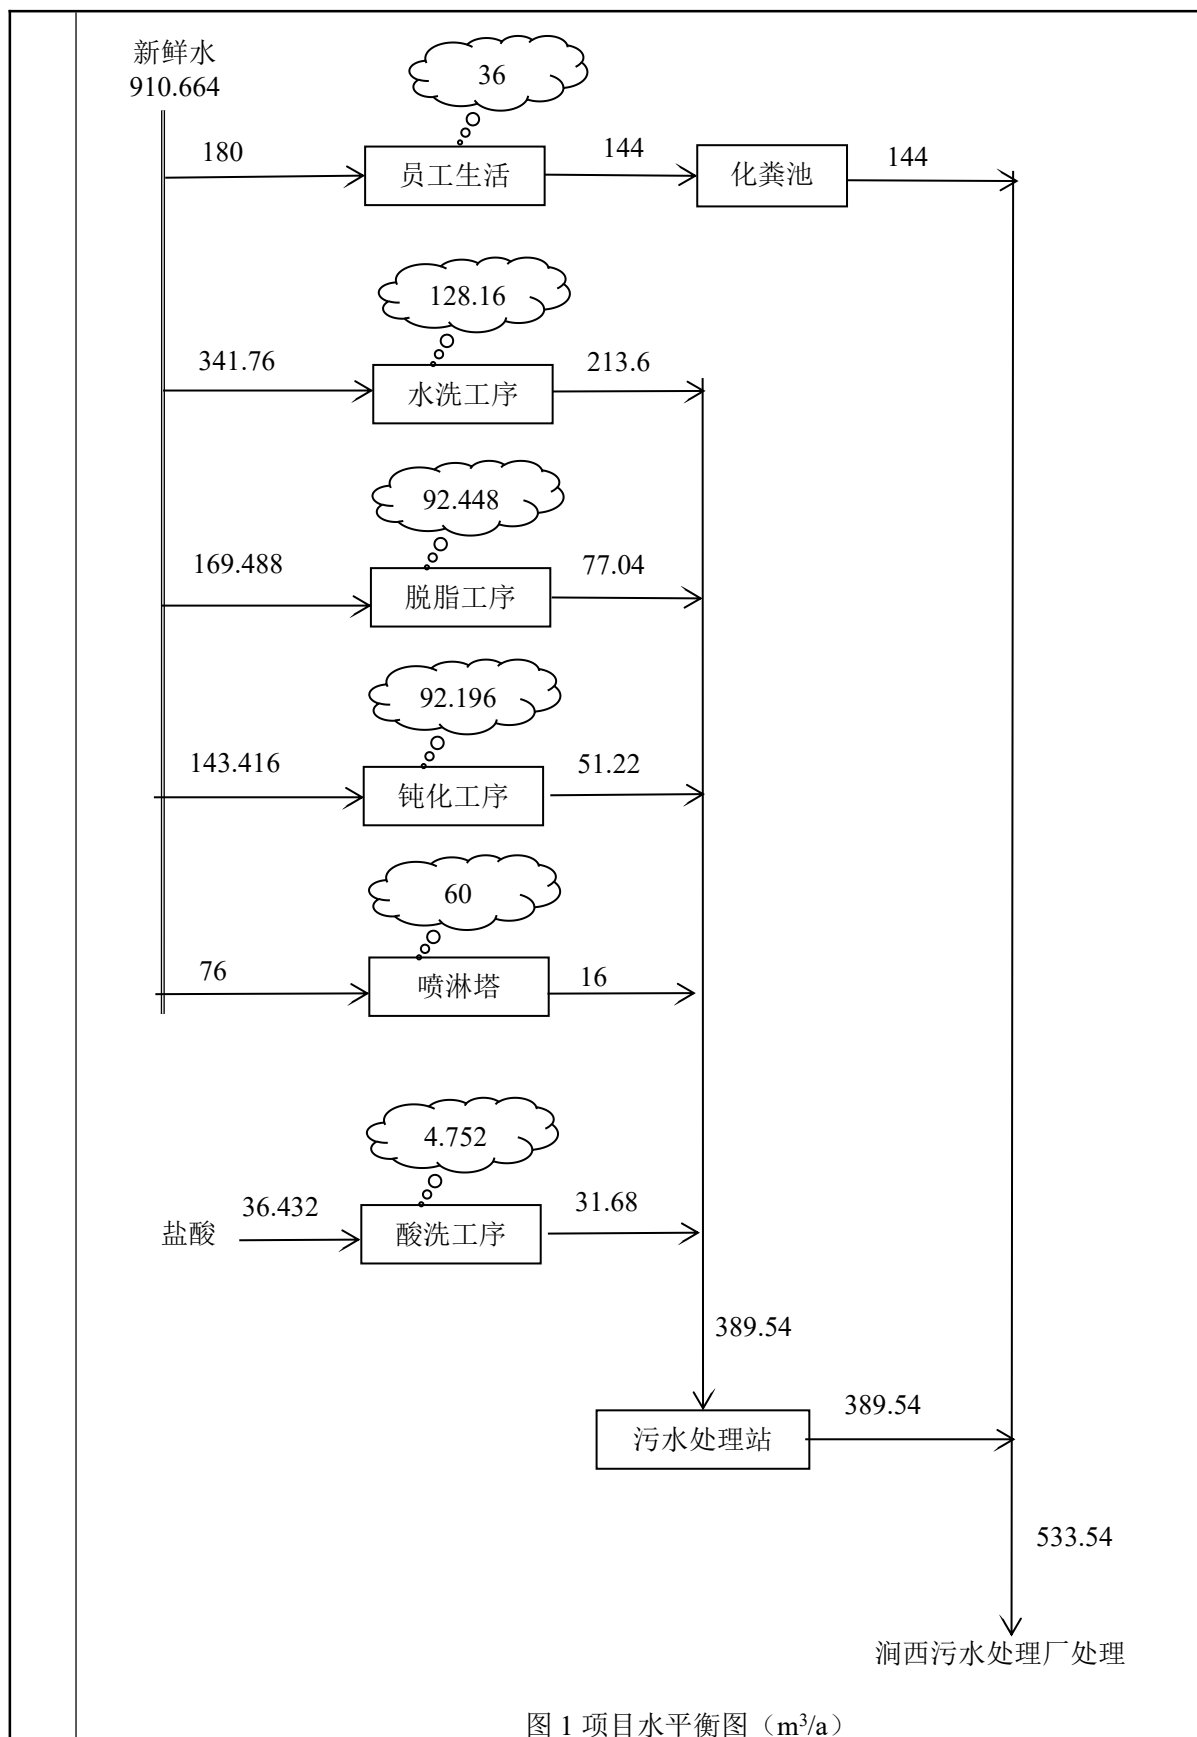 新鲜水
910.664
36
180
员工生活
144
化粪池
144
128.16
341.76
水洗工序
213.6
92.448
169.488
脱脂工序
77.04
92.196
143.416
钝化工序
51.22
60
76
喷淋塔
16
4.752
盐酸
36.432
酸洗工序
31.68
389.54
污水处理站
389.54
533.54
涧西污水处理厂处理
图 1 项目水平衡图（m³/a）